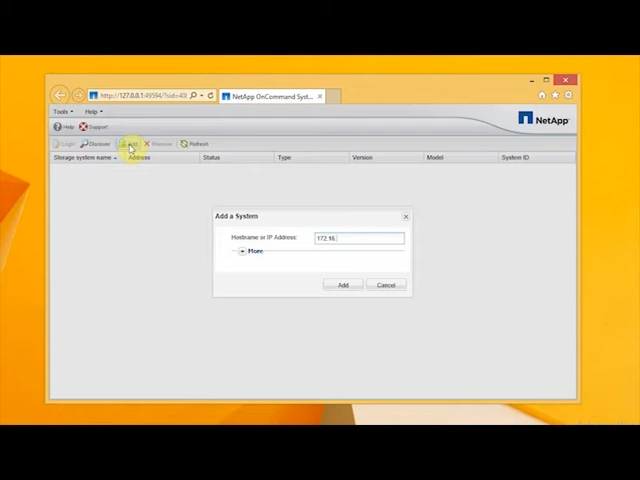 http://127.0.0.1:49594/?sid=408
NetApp OnCommand Syst...
Tools Help
Help Support
NetApp
Login Discover Add Remove Refresh
Storage system name Address Status Type Version Model System ID
Add a System
Hostname or IP Address: 172.16.
More
Add Cancel